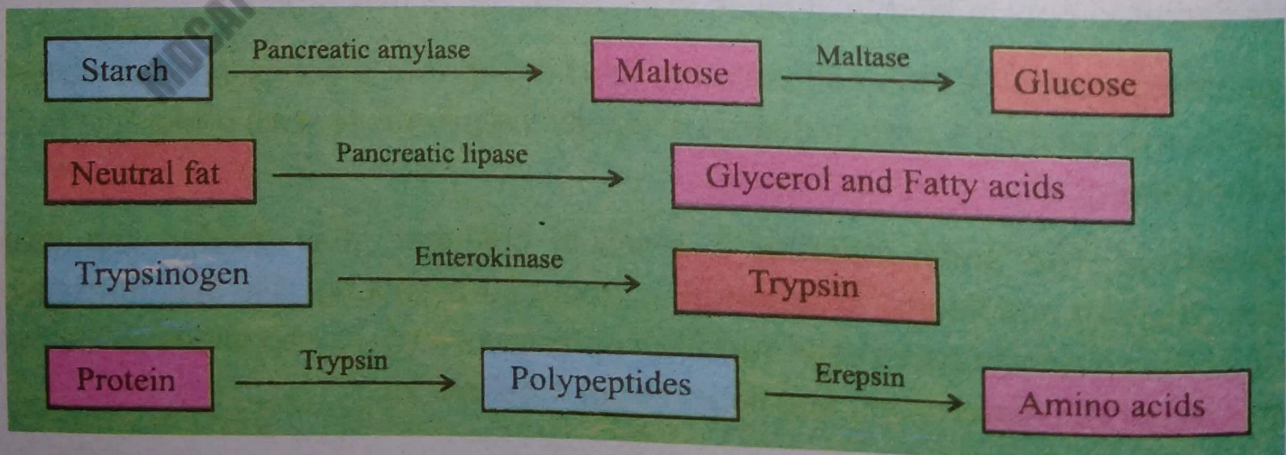 Starch Pancreatic amylase Maltose Maltase Glucose
Neutral fat Pancreatic lipase Glycerol and Fatty acids
Trypsinogen Enterokinase Trypsin
Protein Trypsin Polypeptides Erepsin Amino acids